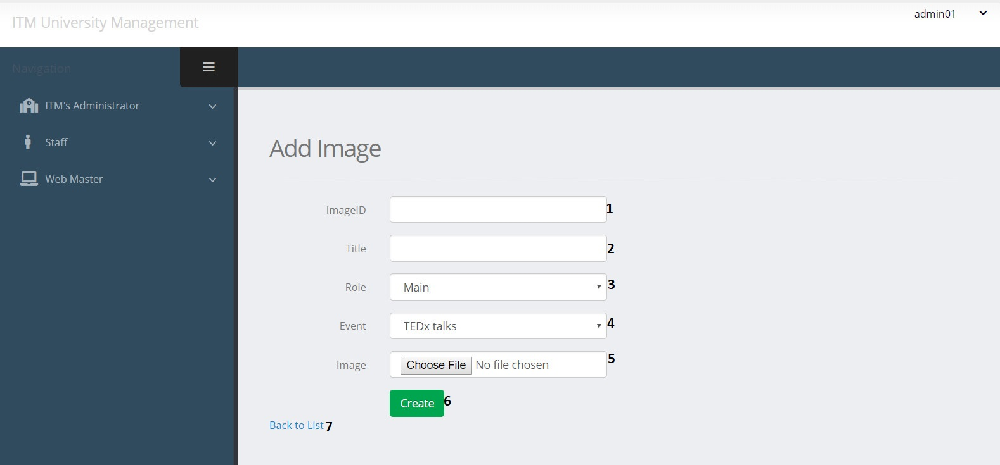 ITM University Management
admin01
Navigation
ITM's Administrator
Staff
Web Master
Add Image
ImageID 1
Title 2
Role Main 3
Event TEDx talks 4
Image Choose File No file chosen 5
Create 6
Back to List 7